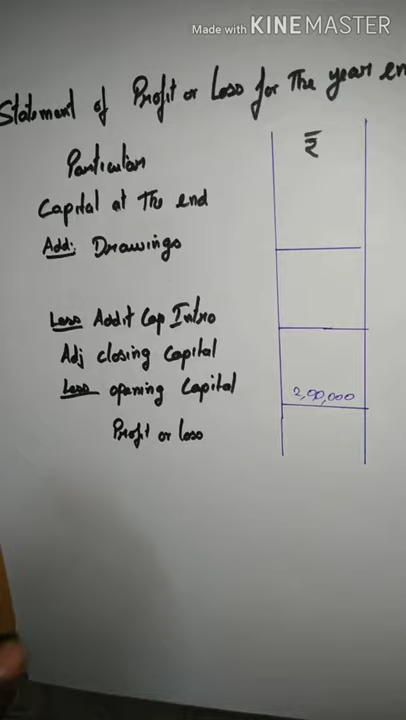 Made with KINEMASTER
Statement of Profit or Loss for The year en
Particulars
₹
Capital at The end
Add: Drawings
Less Addit Cap Intro
Adj closing Capital
Less opening Capital 2,00,000
Profit or loss